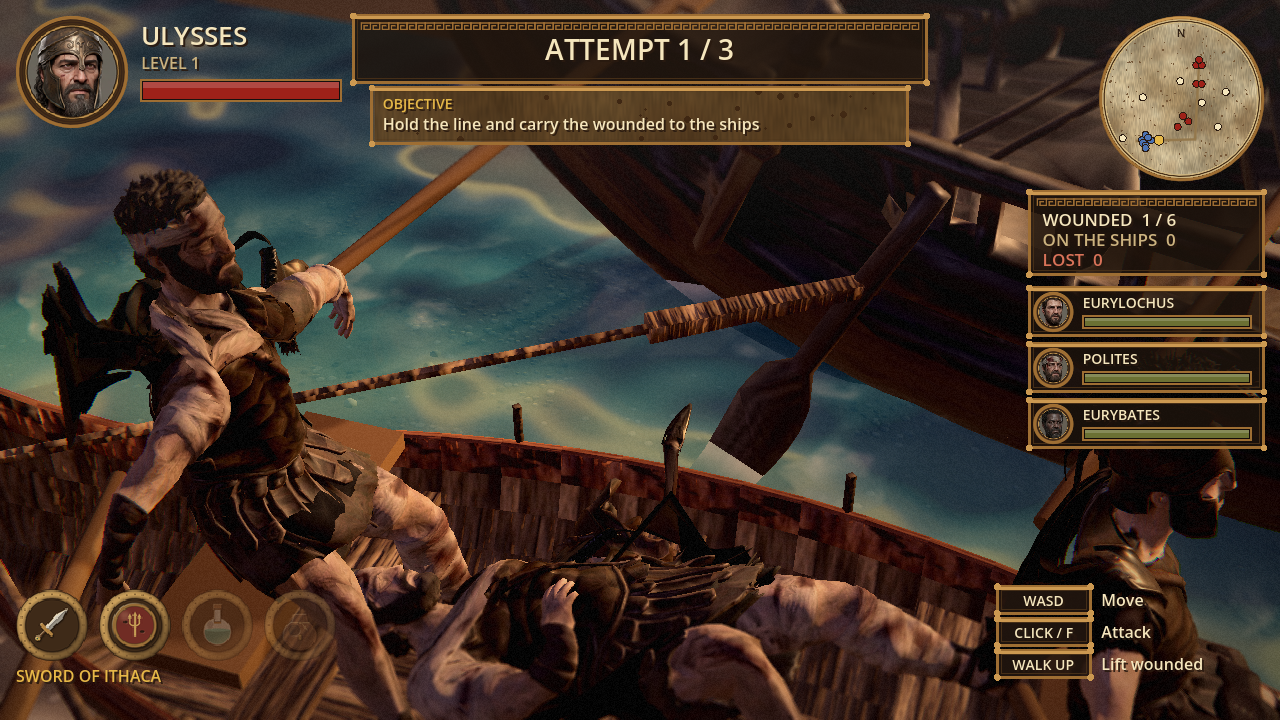 ULYSSES
LEVEL 1
ATTEMPT 1 / 3
OBJECTIVE
Hold the line and carry the wounded to the ships
N
WOUNDED 1 / 6
ON THE SHIPS 0
LOST 0
EURYLOCHUS
POLITES
EURYBATES
SWORD OF ITHACA
WASD Move
CLICK / F Attack
WALK UP Lift wounded